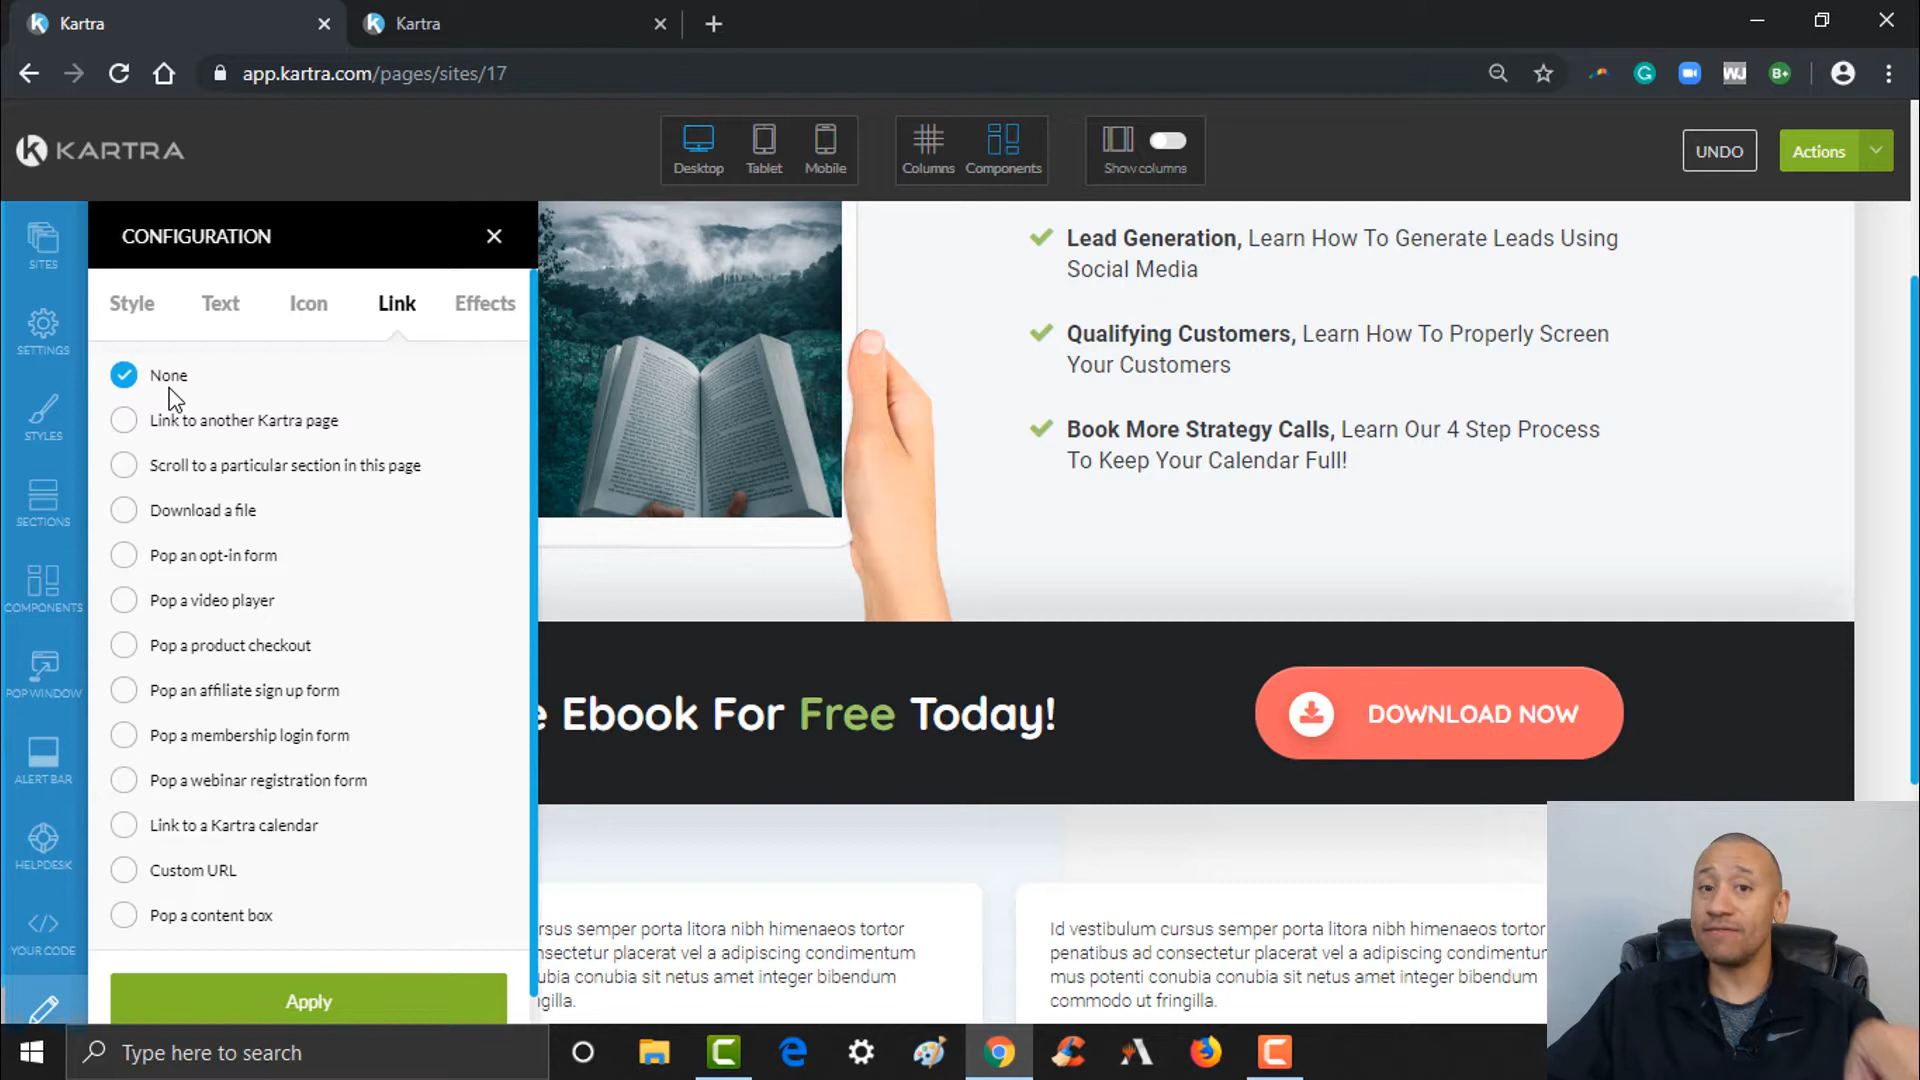 Kartra
Kartra
app.kartra.com/pages/sites/17
KARTRA
Desktop
Tablet
Mobile
Columns
Components
Show columns
UNDO
Actions
SITES
SETTINGS
STYLES
SECTIONS
COMPONENTS
POP WINDOW
ALERT BAR
HELPDESK
YOUR CODE
CONFIGURATION
Style
Text
Icon
Link
Effects
None
Link to another Kartra page
Scroll to a particular section in this page
Download a file
Pop an opt-in form
Pop a video player
Pop a product checkout
Pop an affiliate sign up form
Pop a membership login form
Pop a webinar registration form
Link to a Kartra calendar
Custom URL
Pop a content box
Apply
Lead Generation, Learn How To Generate Leads Using
Social Media
Qualifying Customers, Learn How To Properly Screen
Your Customers
Book More Strategy Calls, Learn Our 4 Step Process
To Keep Your Calendar Full!
e Ebook For Free Today!
DOWNLOAD NOW
rsus semper porta litora nibh himenaeos tortor
nsectetur placerat vel a adipiscing condimentum
ubia conubia sit netus amet integer bibendum
ngilla.
Id vestibulum cursus semper porta litora nibh himenaeos tortor
penatibus ad consectetur placerat vel a adipiscing condimentum
mus potenti conubia conubia sit netus amet integer bibendum
commodo ut fringilla.
Type here to search